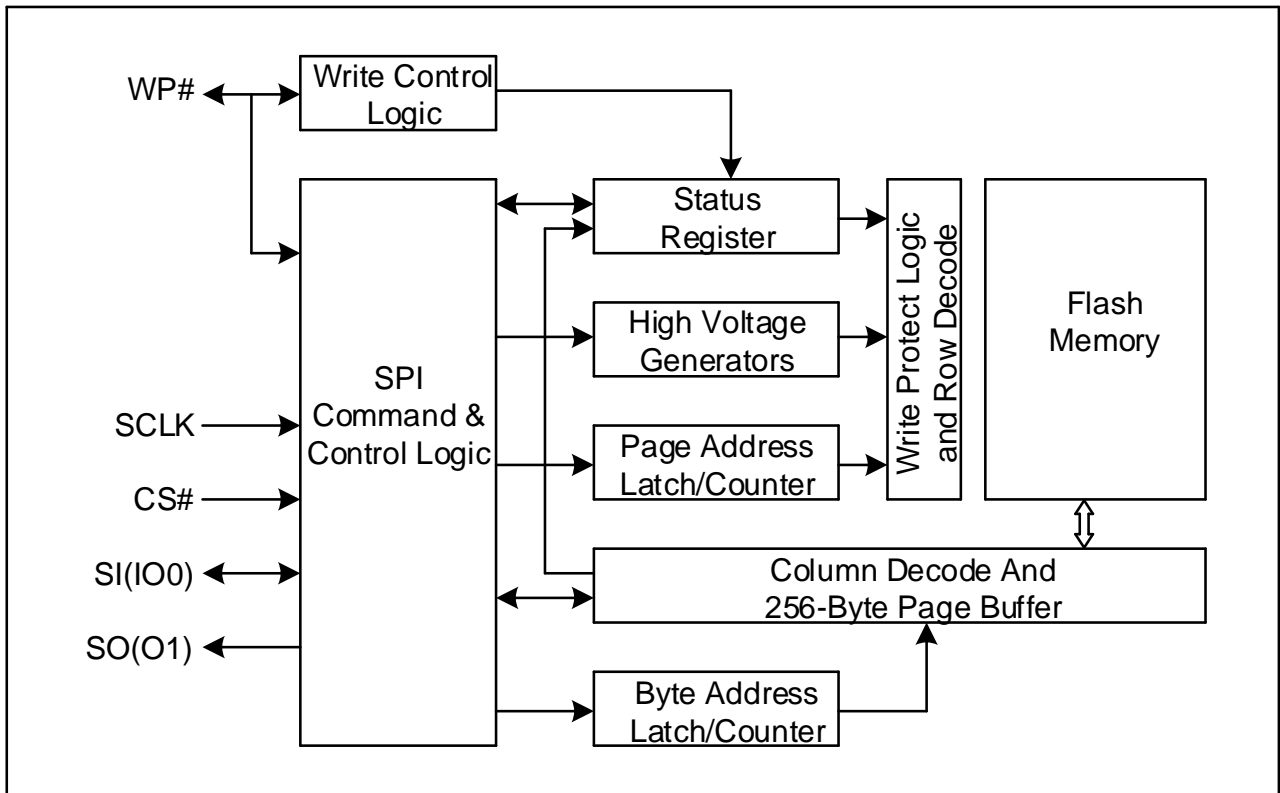 WP#
Write Control
Logic
Status
Register
High Voltage
Generators
Page Address
Latch/Counter
Write Protect Logic
and Row Decode
Flash
Memory
SPI
Command &
Control Logic
SCLK
CS#
SI(IO0)
SO(O1)
Column Decode And
256-Byte Page Buffer
Byte Address
Latch/Counter